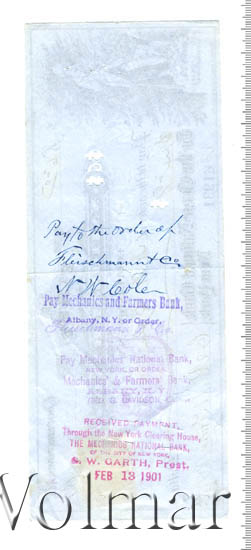 Pay to the order of
Fleischmann & Co
Pay Mechanics and Farmers Bank,
Albany, N.Y. or Order,
Fleischmann & Co.
Pay Mechanics' National Bank,
NEW YORK, OR ORDER,
Mechanics' & Farmers' Bank,
RECEIVED PAYMENT,
Through the New York Clearing House,
THE MECHANICS NATIONAL BANK,
OF THE CITY OF NEW YORK,
G. W. GARTH, Prest.
FEB 13 1901
Volmar